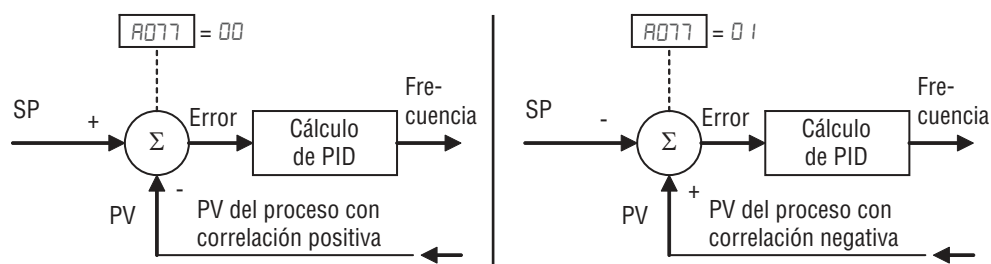 A077 = 00
SP
+
Σ
Error
Cálculo
de PID
Fre-
cuencia
-
PV
PV del proceso con
correlación positiva
A077 = 01
SP
-
Σ
Error
Cálculo
de PID
Fre-
cuencia
+
PV
PV del proceso con
correlación negativa